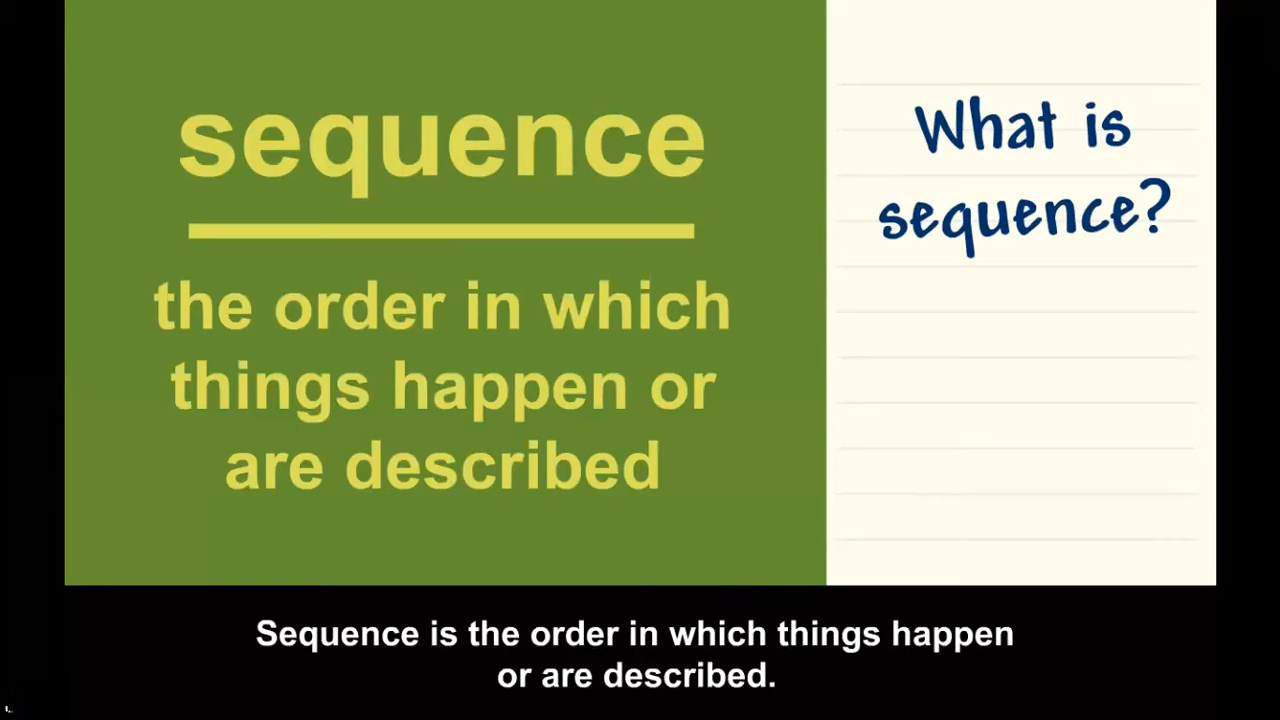 sequence
the order in which
things happen or
are described
What is
sequence?
Sequence is the order in which things happen
or are described.